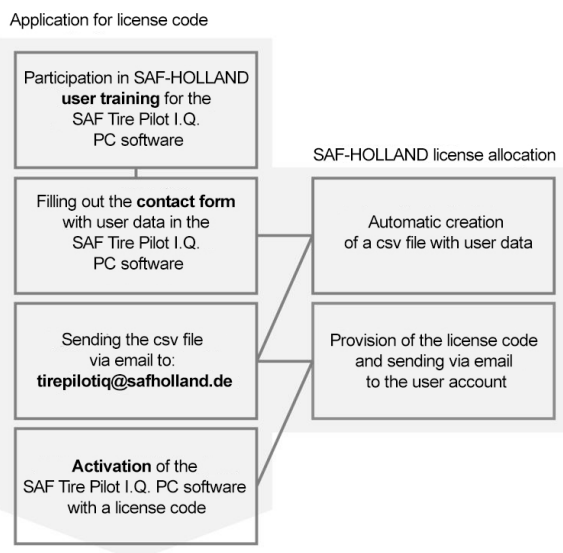 Application for license code
Participation in SAF-HOLLAND
user training for the
SAF Tire Pilot I.Q.
PC software
Filling out the contact form
with user data in the
SAF Tire Pilot I.Q.
PC software
Sending the csv file
via email to:
tirepilotiq@safholland.de
Activation of the
SAF Tire Pilot I.Q. PC software
with a license code
SAF-HOLLAND license allocation
Automatic creation
of a csv file with user data
Provision of the license code
and sending via email
to the user account